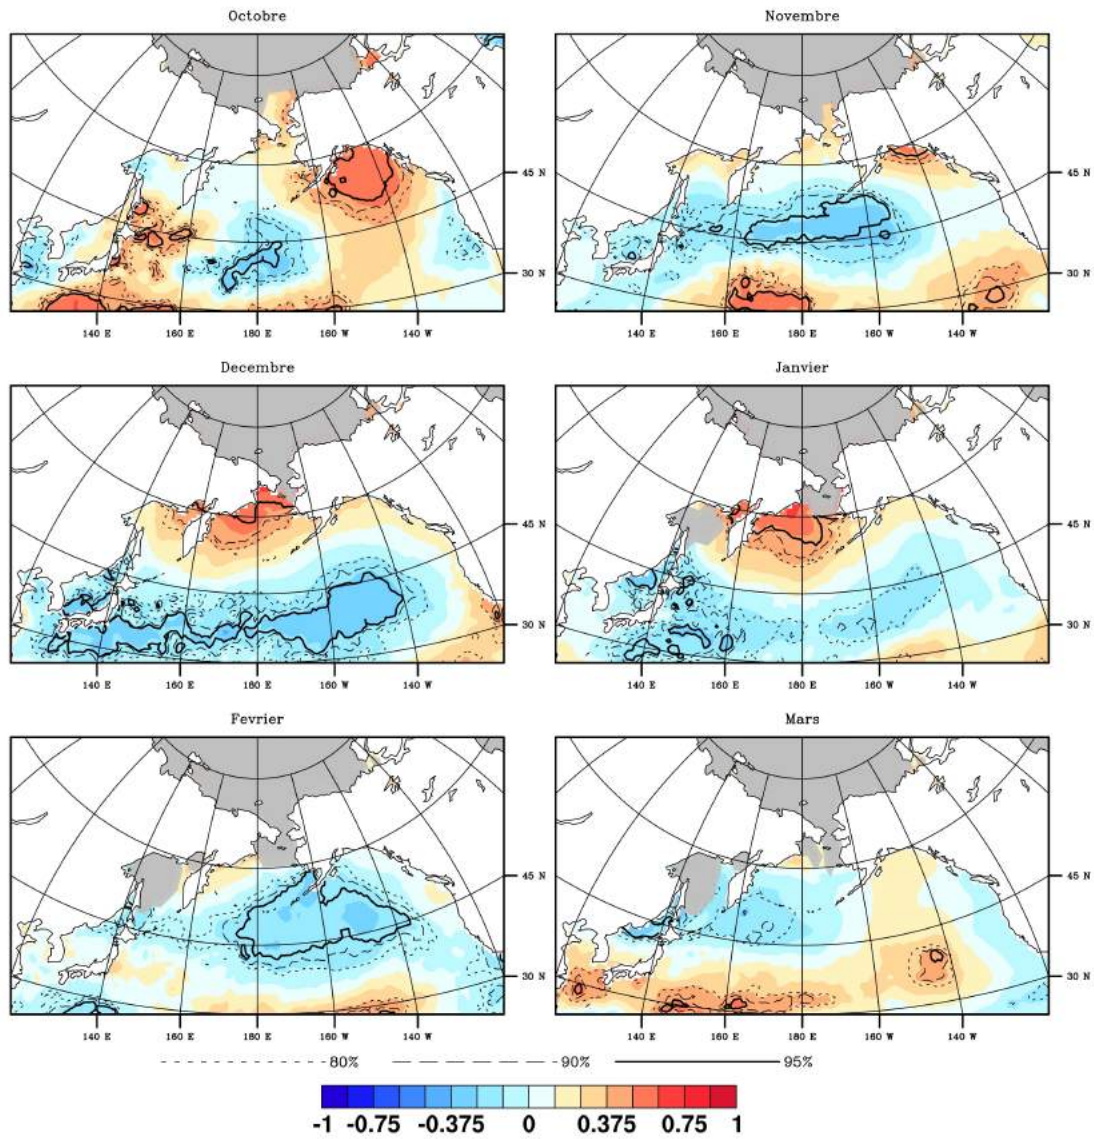 Octobre Novembre
45 N 45 N
30 N 30 N
140 E 160 E 180 E 160 W 140 W 140 E 160 E 180 E 160 W 140 W
Decembre Janvier
45 N 45 N
30 N 30 N
140 E 160 E 180 E 160 W 140 W 140 E 160 E 180 E 160 W 140 W
Fevrier Mars
45 N 45 N
30 N 30 N
140 E 160 E 180 E 160 W 140 W 140 E 160 E 180 E 160 W 140 W
80% 90% 95%
-1 -0.75 -0.375 0 0.375 0.75 1